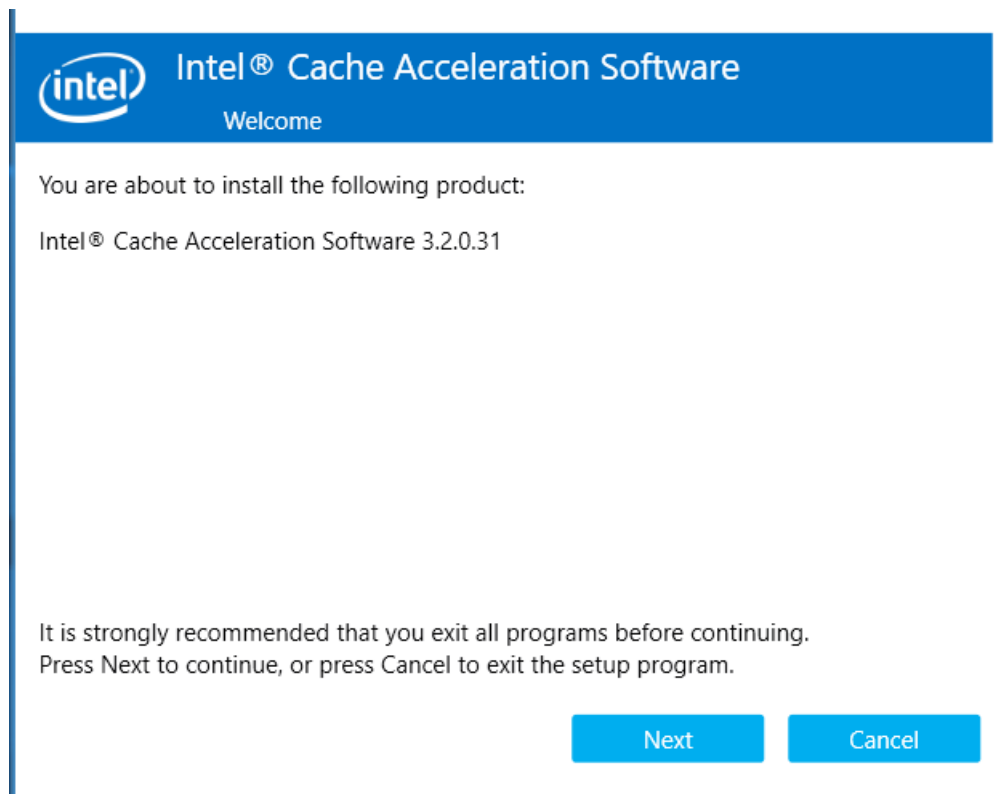 intel
Intel® Cache Acceleration Software
Welcome
You are about to install the following product:
Intel® Cache Acceleration Software 3.2.0.31
It is strongly recommended that you exit all programs before continuing.
Press Next to continue, or press Cancel to exit the setup program.
Next
Cancel